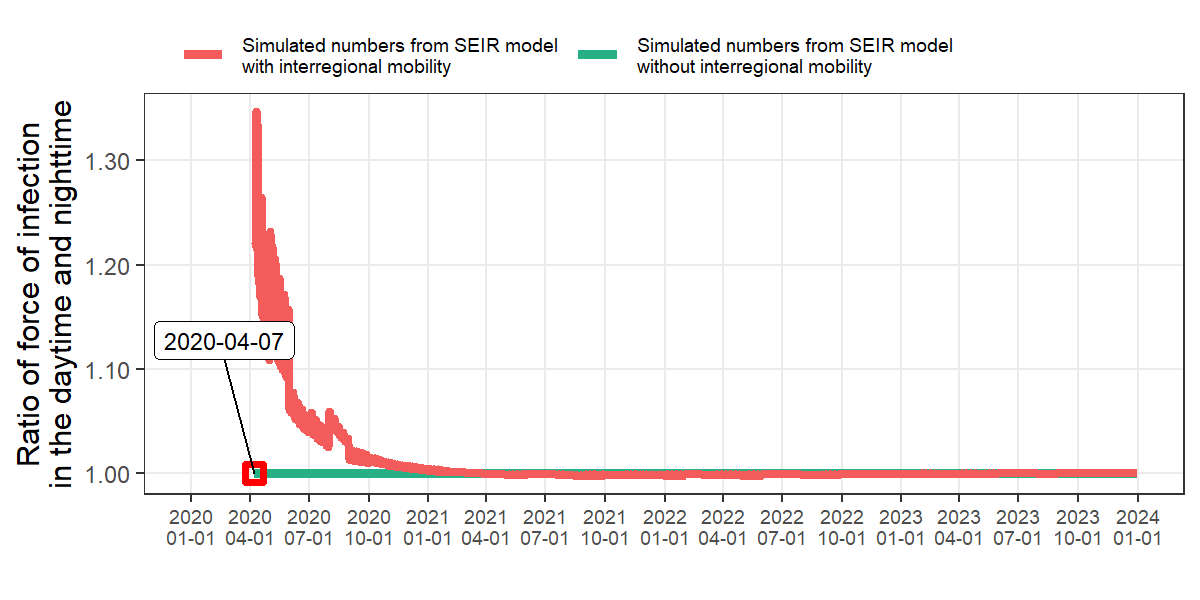 Simulated numbers from SEIR model
with interregional mobility
Simulated numbers from SEIR model
without interregional mobility
Ratio of force of infection
in the daytime and nighttime
1.30
1.20
1.10
1.00
2020-04-07
2020 2020 2020 2020 2021 2021 2021 2021 2022 2022 2022 2022 2023 2023 2023 2023 2024
01-01 04-01 07-01 10-01 01-01 04-01 07-01 10-01 01-01 04-01 07-01 10-01 01-01 04-01 07-01 10-01 01-01